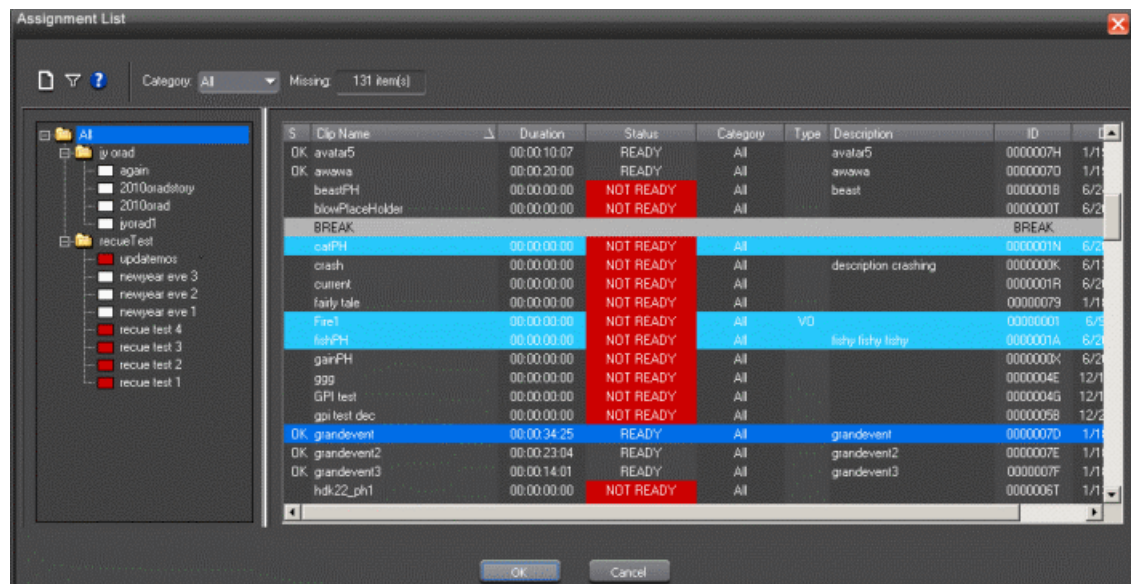 Assignment List
Category: All Missing: 131 item(s)
All
jy orad
again
2010oradstory
2010orad
jyorad1
recueTest
updatemos
newyear eve 3
newyear eve 2
newyear eve 1
recue test 4
recue test 3
recue test 2
recue test 1
S Clip Name Duration Status Category Type Description ID
OK avatar5 00:00:10:07 READY All avatar5 0000007H
OK awawa 00:00:20:00 READY All awawa 0000007O
beastPH 00:00:00:00 NOT READY All beast 0000001B
blowPlaceHolder 00:00:00:00 NOT READY All 0000000T
BREAK BREAK
catPH 00:00:00:00 NOT READY All 0000001N
crash 00:00:00:00 NOT READY All description crashing 0000000K
current 00:00:00:00 NOT READY All 0000001R
fairly tale 00:00:00:00 NOT READY All 00000079
Fire1 00:00:00:00 NOT READY All VO 00000001
fishPH 00:00:00:00 NOT READY All fishy fishy fishy 0000001A
gainPH 00:00:00:00 NOT READY All 0000000X
ggg 00:00:00:00 NOT READY All 0000004E
GPI test 00:00:00:00 NOT READY All 0000004G
gpi test dec 00:00:00:00 NOT READY All 0000005B
OK grandevent 00:00:34:25 READY All grandevent 0000007D
OK grandevent2 00:00:23:04 READY All grandevent2 0000007E
OK grandevent3 00:00:14:01 READY All grandevent3 0000007F
hdk22_ph1 00:00:00:00 NOT READY All 0000006T
OK Cancel